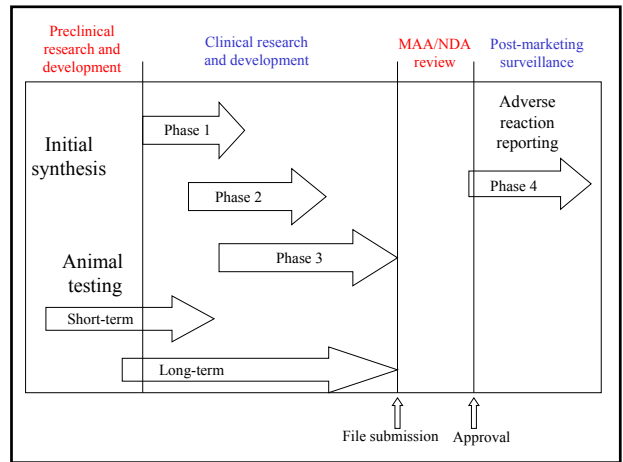 Preclinical
research and
development
Clinical research
and development
MAA/NDA
review
Post-marketing
surveillance
Initial
synthesis
Phase 1
Adverse
reaction
reporting
Phase 2
Phase 4
Phase 3
Animal
testing
Short-term
Long-term
File submission
Approval